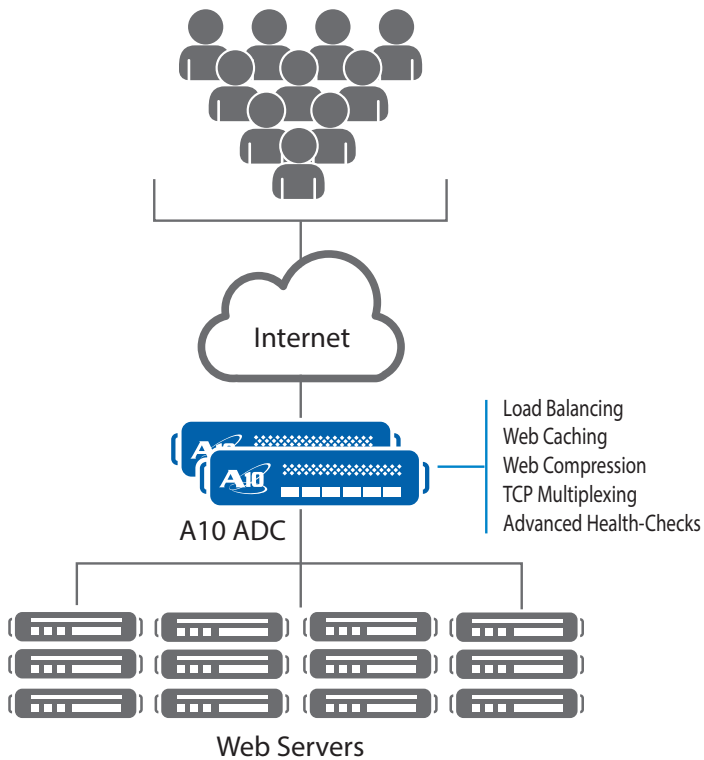 Internet
A10
A10
Load Balancing
Web Caching
Web Compression
TCP Multiplexing
Advanced Health-Checks
A10 ADC
Web Servers